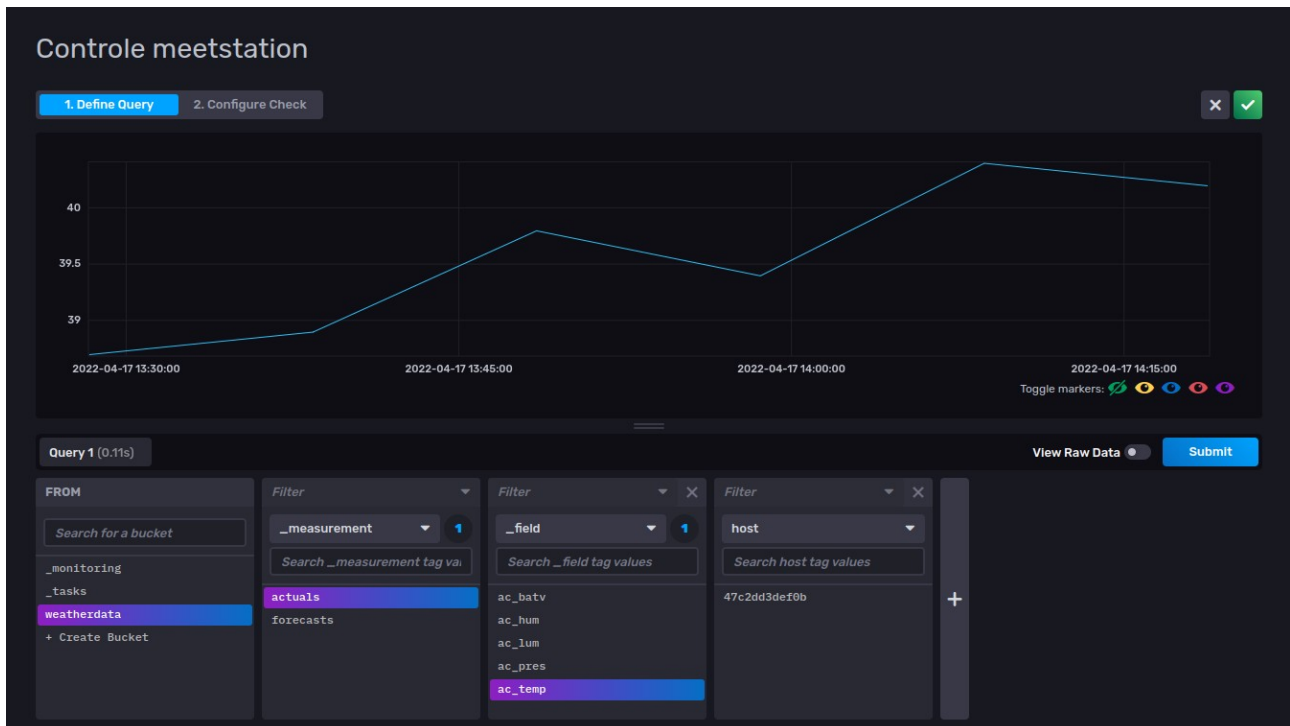 Controle meetstation
1. Define Query 2. Configure Check
40
39.5
39
2022-04-17 13:30:00 2022-04-17 13:45:00 2022-04-17 14:00:00 2022-04-17 14:15:00
Toggle markers:
Query 1 (0.11s) View Raw Data Submit
FROM
Search for a bucket
_monitoring
_tasks
weatherdata
+ Create Bucket
Filter
_measurement 1
Search _measurement tag val
actuals
forecasts
Filter
_field 1
Search _field tag values
ac_batv
ac_hum
ac_lum
ac_pres
ac_temp
Filter
host
Search host tag values
47c2dd3def0b
+